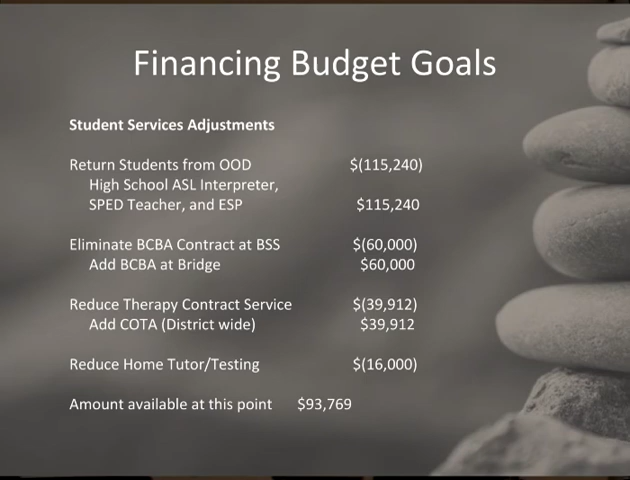 Financing Budget Goals
Student Services Adjustments
Return Students from OOD $(115,240)
High School ASL Interpreter,
SPED Teacher, and ESP $115,240
Eliminate BCBA Contract at BSS $(60,000)
Add BCBA at Bridge $60,000
Reduce Therapy Contract Service $(39,912)
Add COTA (District wide) $39,912
Reduce Home Tutor/Testing $(16,000)
Amount available at this point $93,769